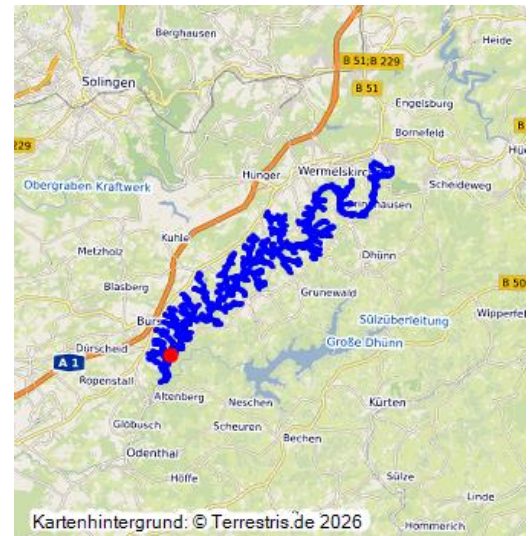 Berghausen
Heide
B 51;B 229
Solingen
B 51
Engelsburg
Bornefeld
229
Hunger
Wermelskirc
Obergraben Kraftwerk
Scheideweg
Kuhle
Metzholz
Dhünn
Blasberg
Grunewald
B 50
Burs
Sülzüberleitung
Wipperfe
Große Dhünn
Dürscheid
A 1
Ropenstall
Altenberg
Neschen
Kürten
Glöbusch
Scheuren
Bechen
Odenthal
Höffe
Sülze
Linde
Kartenhintergrund: © Terrestris.de 2026
Hommerich